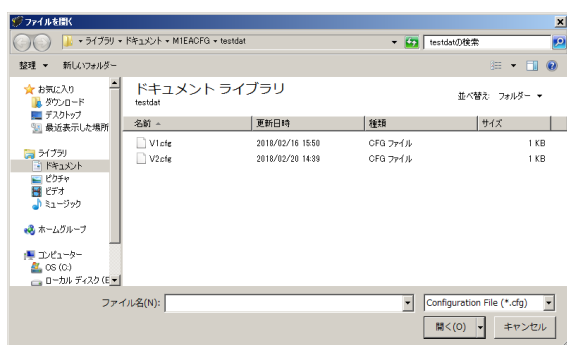 ファイルを開く
▸ ライブラリ ▸ ドキュメント ▸ M1EACFG ▸ testdat
testdatの検索
整理 ▼ 新しいフォルダー
お気に入り
ダウンロード
デスクトップ
最近表示した場所
ライブラリ
ドキュメント
ピクチャ
ビデオ
ミュージック
ホームグループ
コンピューター
OS (C:)
ローカル ディスク (E
ドキュメント ライブラリ
testdat
並べ替え: フォルダー ▼
名前 更新日時 種類 サイズ
V1.cfg 2018/02/16 15:50 CFG ファイル 1 KB
V2.cfg 2018/02/20 14:39 CFG ファイル 1 KB
ファイル名(N):
Configuration File (*.cfg)
開く(O) キャンセル